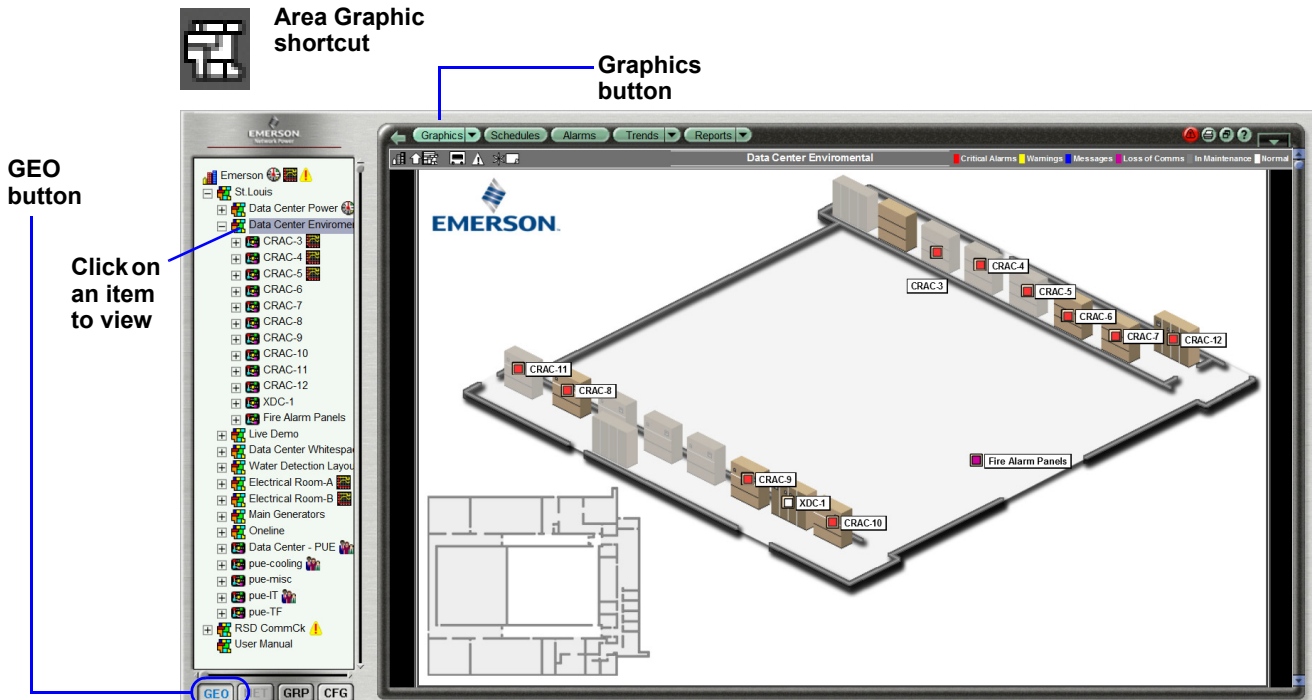 Area Graphic
shortcut
Graphics
button
GEO
button
Click on
an item
to view
EMERSON
Network Power
Emerson
St.Louis
Data Center Power
Data Center Enviromen
CRAC-3
CRAC-4
CRAC-5
CRAC-6
CRAC-7
CRAC-8
CRAC-9
CRAC-10
CRAC-11
CRAC-12
XDC-1
Fire Alarm Panels
Live Demo
Data Center Whitespa
Water Detection Layou
Electrical Room-A
Electrical Room-B
Main Generators
Oneline
Data Center - PUE
pue-cooling
pue-misc
pue-IT
pue-TF
RSD CommCk
User Manual
GEO NET GRP CFG
Graphics Schedules Alarms Trends Reports ?
Data Center Enviromental
Critical Alarms Warnings Messages Loss of Comms In Maintenance Normal
EMERSON.
CRAC-3
CRAC-4
CRAC-5
CRAC-6
CRAC-7
CRAC-12
CRAC-11
CRAC-8
Fire Alarm Panels
CRAC-9
XDC-1
CRAC-10